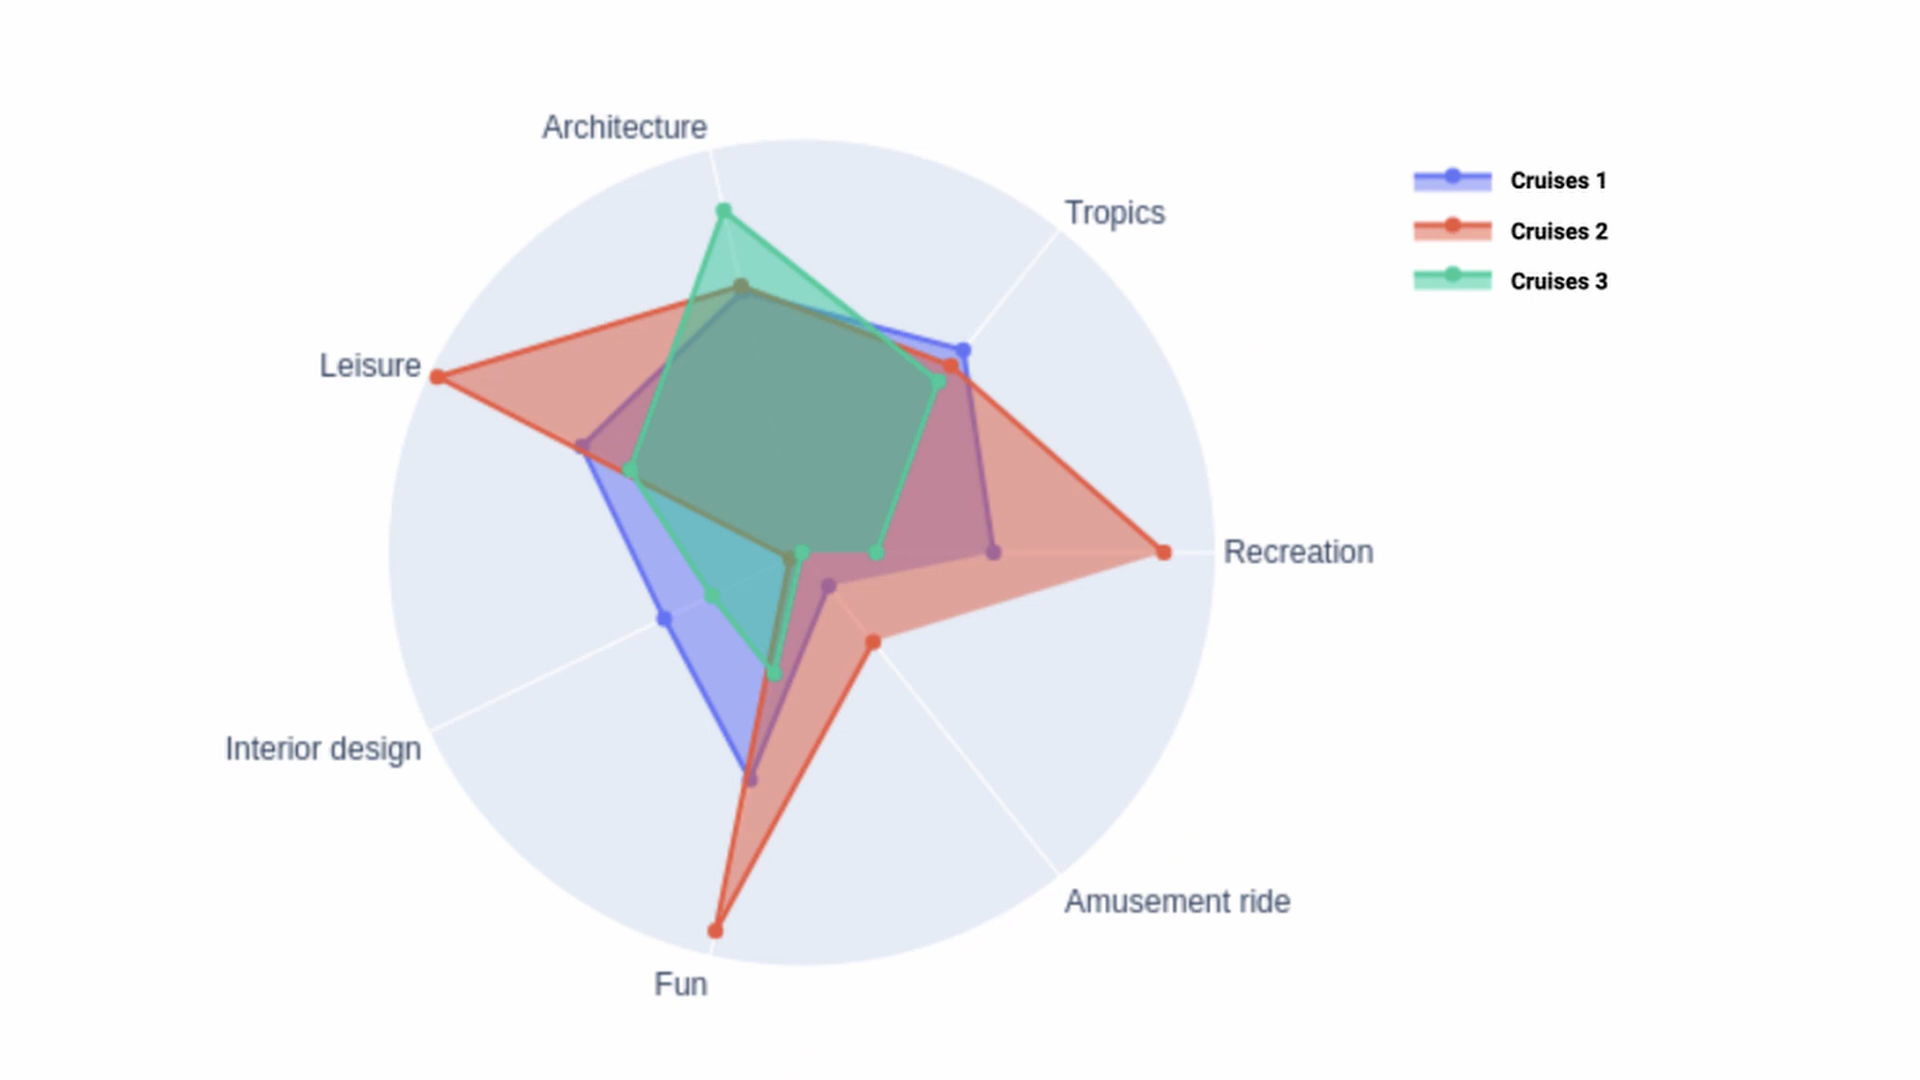 Architecture
Tropics
Leisure
Recreation
Interior design
Amusement ride
Fun
Cruises 1
Cruises 2
Cruises 3